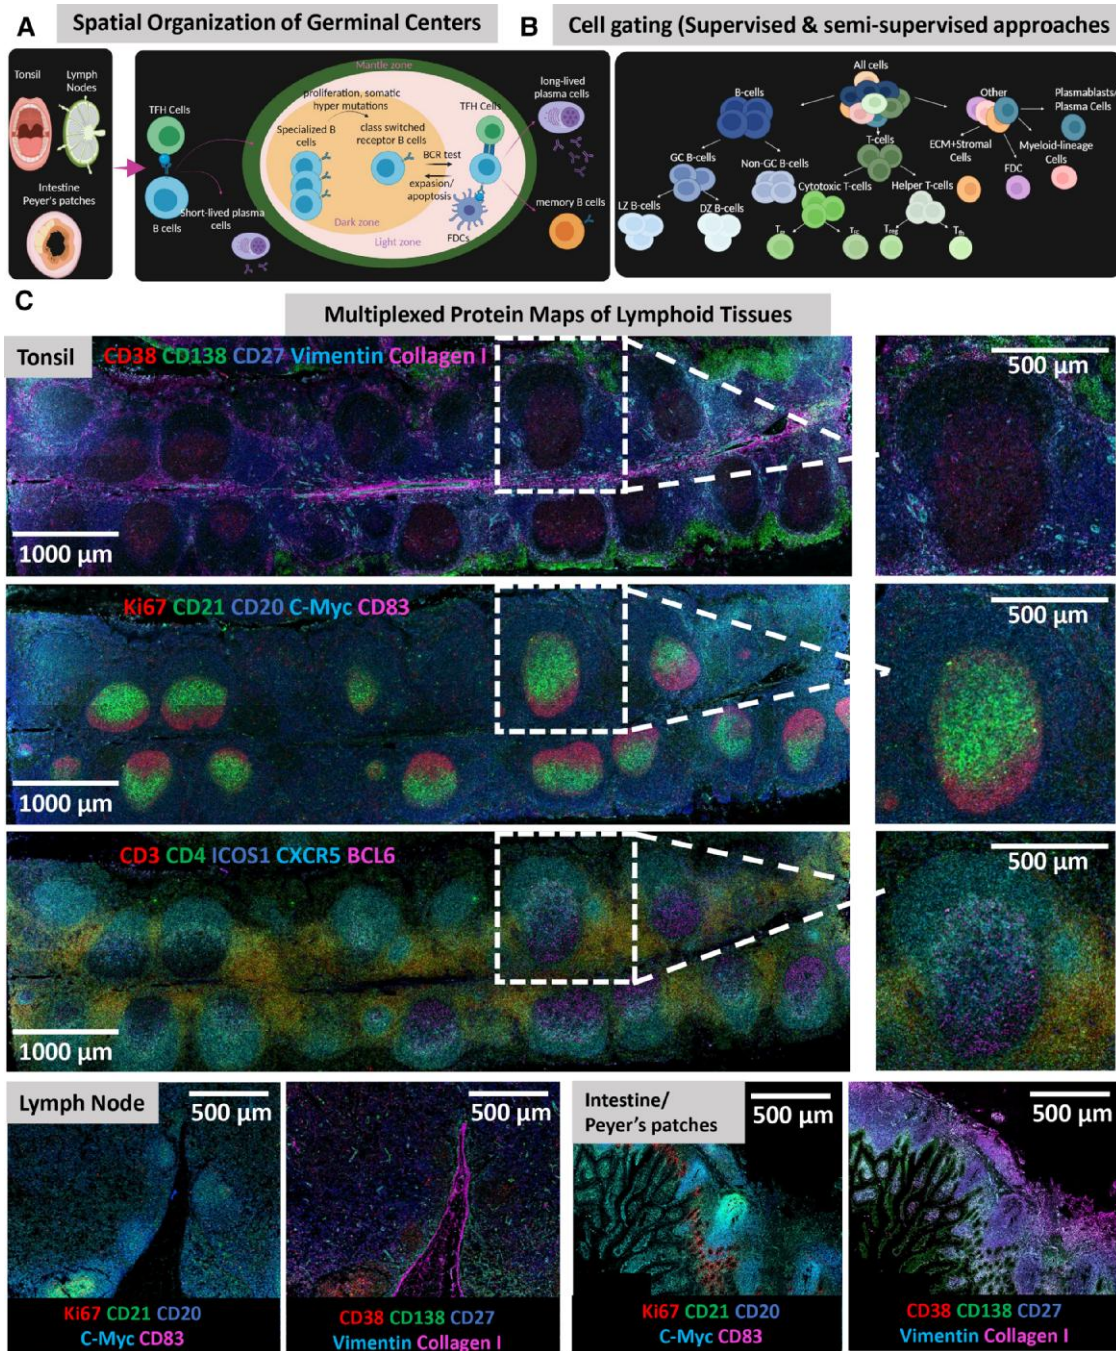 A
Spatial Organization of Germinal Centers
Tonsil
Lymph
Nodes
Intestine
Peyer's patches
TFH Cells
B cells
Short-lived plasma
cells
Mantle zone
proliferation, somatic
hyper mutations
Specialized B
cells
class switched
receptor B cells
BCR test
expasion/
apoptosis
TFH Cells
FDCs
Dark zone
Light zone
long-lived plasma
cells
memory B cells
B
Cell gating (Supervised & semi-supervised approaches
All cells
B-cells
Other
Plasmablasts/
Plasma Cells
T-cells
ECM+Stromal
Cells
FDC
Myeloid-lineage
Cells
GC B-cells
Non-GC B-cells
Cytotoxic T-cells
Helper T-cells
LZ B-cells
DZ B-cells
Treg
Tfh
C
Multiplexed Protein Maps of Lymphoid Tissues
Tonsil
CD38 CD138 CD27 Vimentin Collagen I
1000 µm
500 µm
Ki67 CD21 CD20 C-Myc CD83
1000 µm
500 µm
CD3 CD4 ICOS1 CXCR5 BCL6
1000 µm
500 µm
Lymph Node
500 µm
Ki67 CD21 CD20
C-Myc CD83
500 µm
CD38 CD138 CD27
Vimentin Collagen I
Intestine/
Peyer's patches
500 µm
Ki67 CD21 CD20
C-Myc CD83
500 µm
CD38 CD138 CD27
Vimentin Collagen I